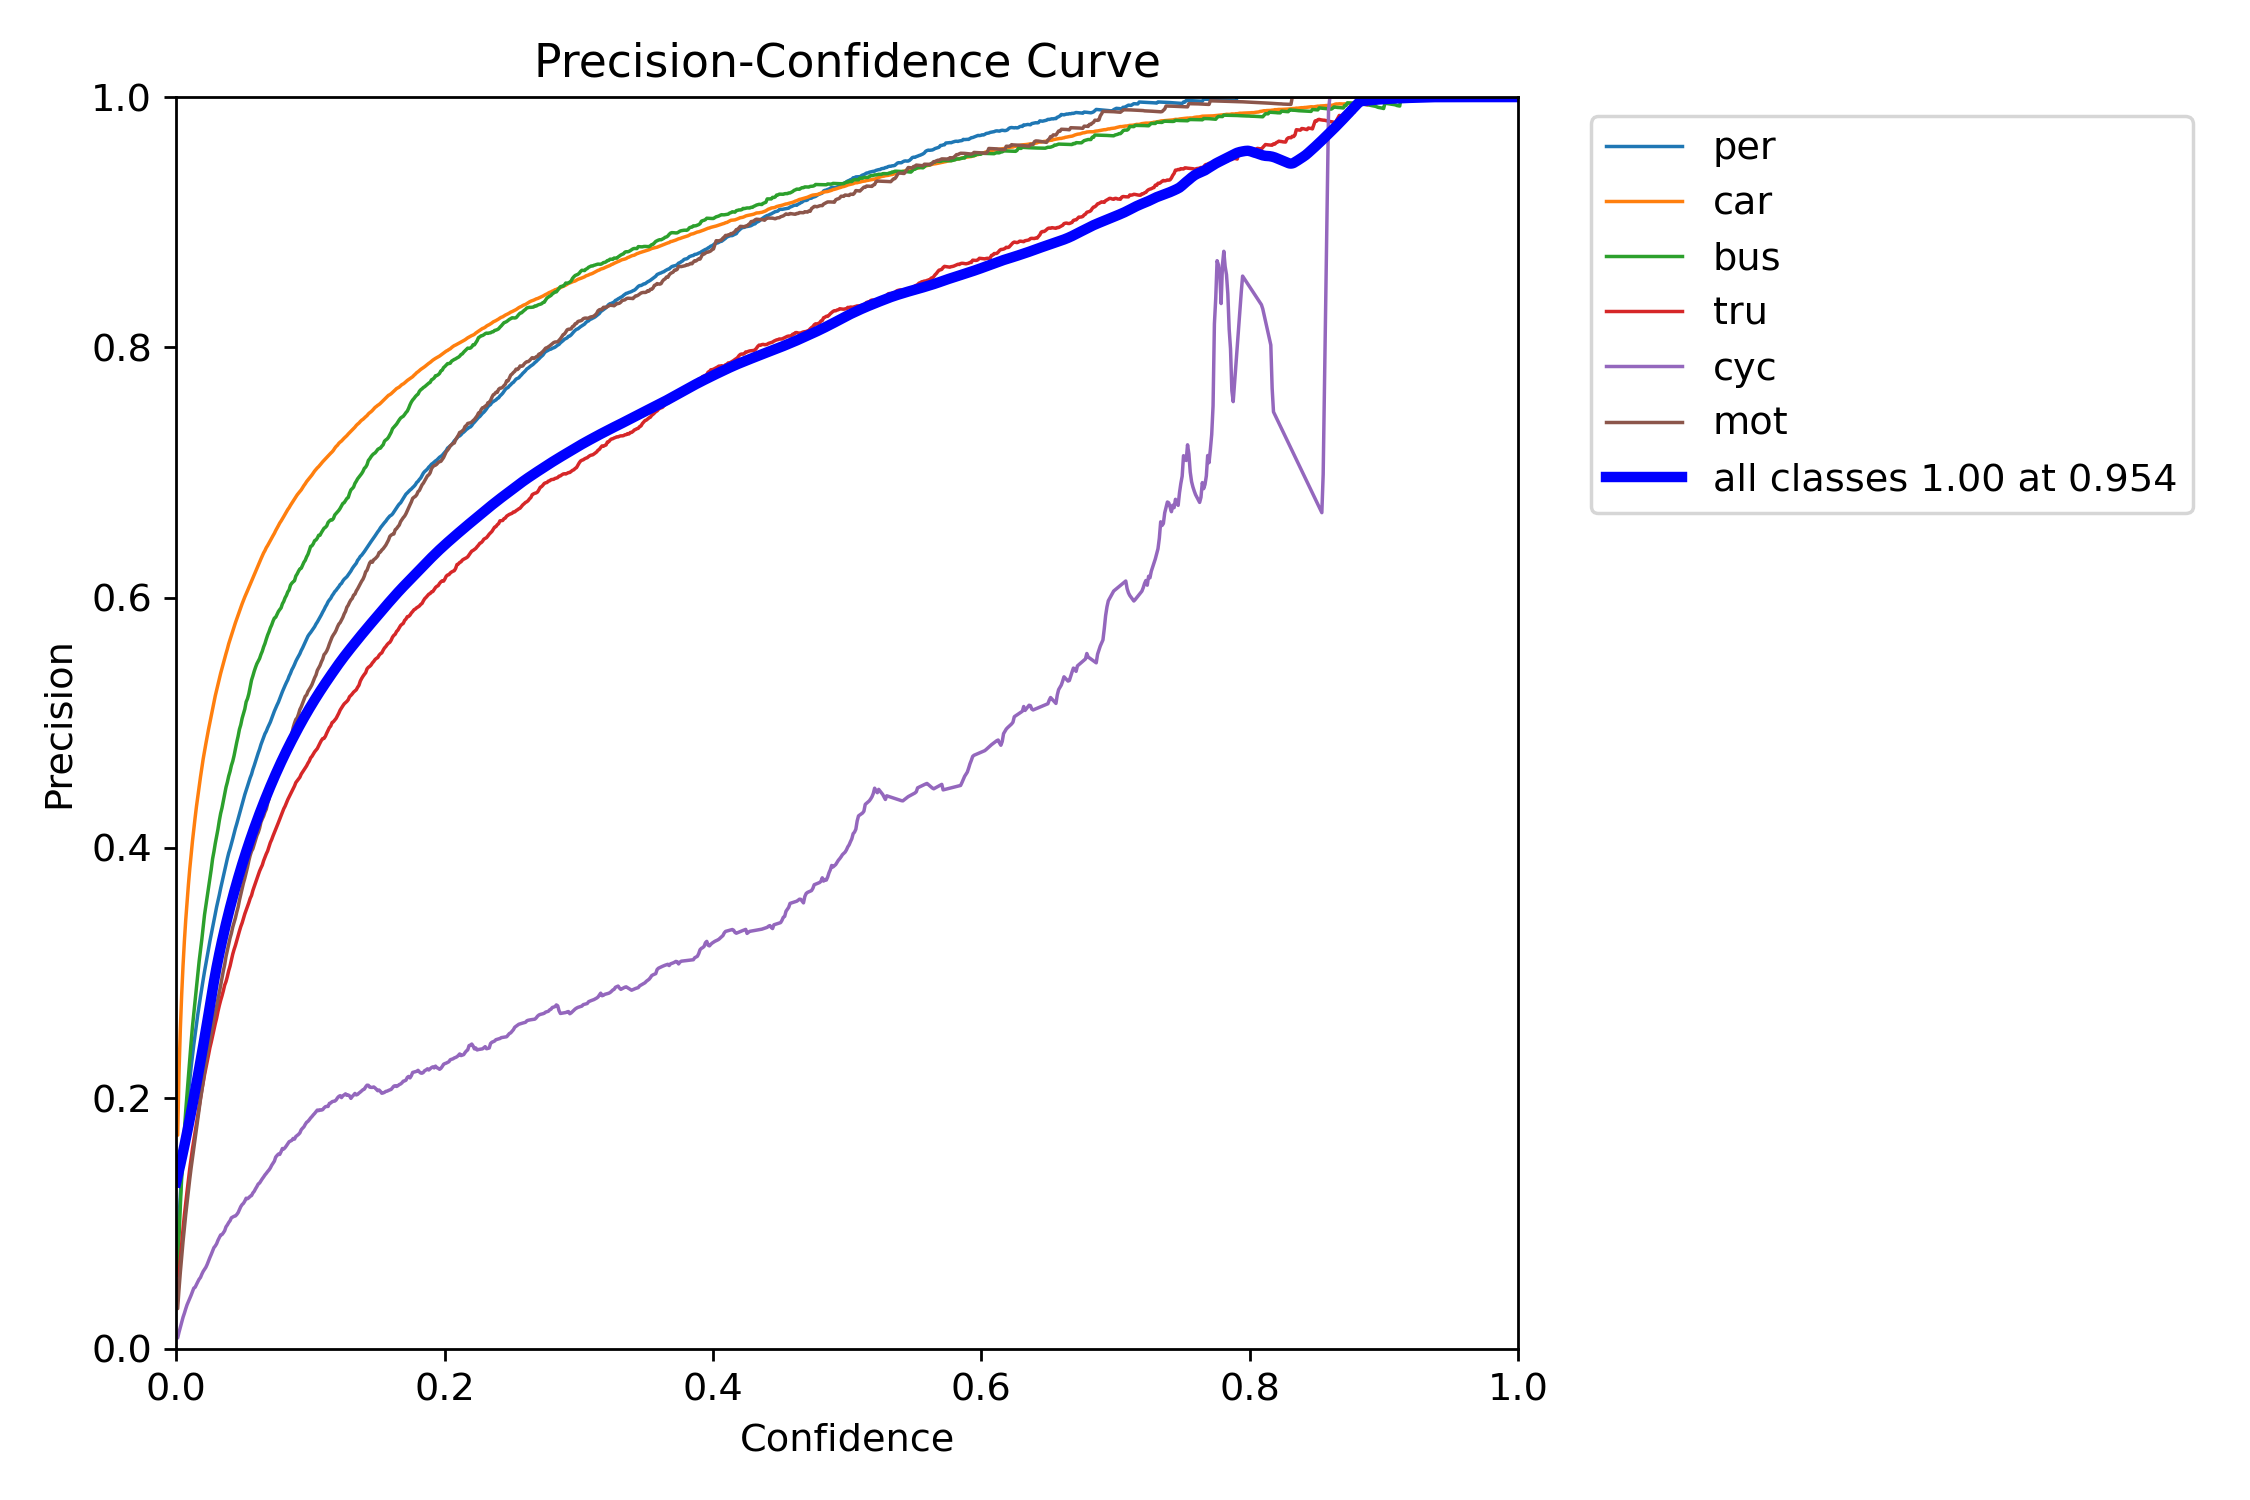 Precision-Confidence Curve
1.0
0.8
0.6
0.4
0.2
0.0
Precision
0.0 0.2 0.4 0.6 0.8 1.0
Confidence
per
car
bus
tru
cyc
mot
all classes 1.00 at 0.954